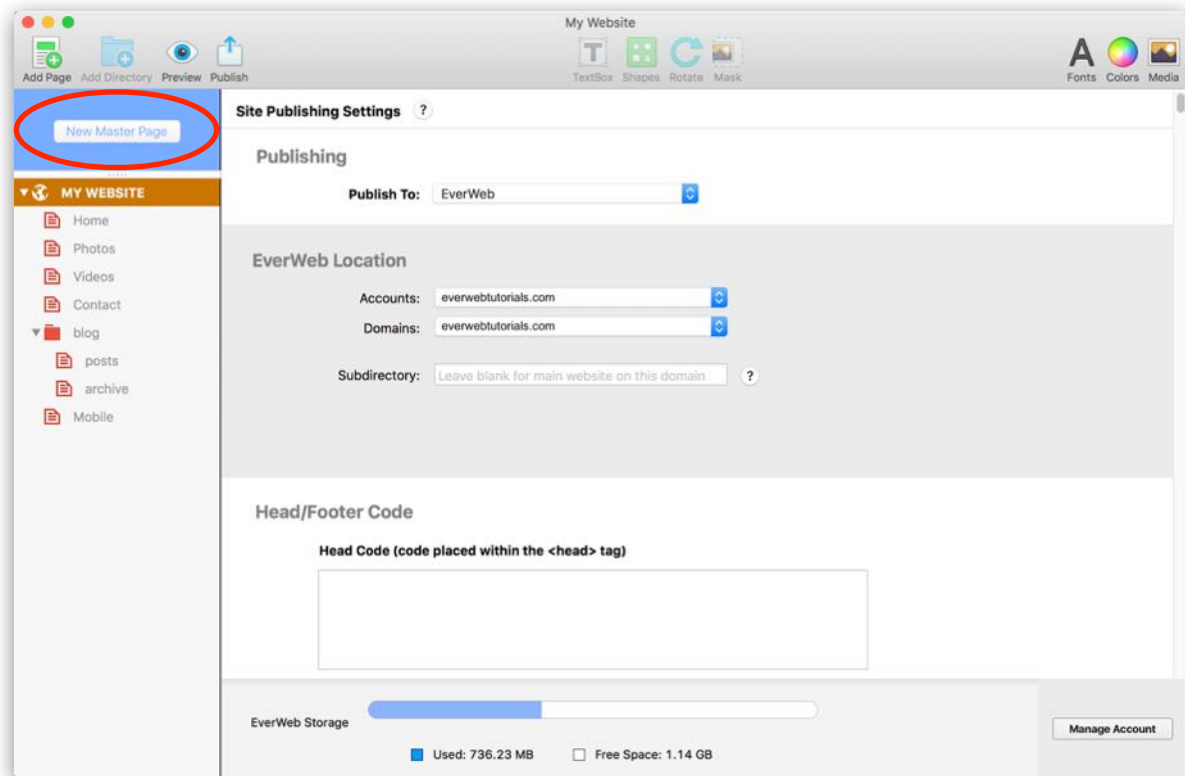 My Website
Add Page Add Directory Preview Publish TextBox Shapes Rotate Mask Fonts Colors Media
New Master Page
MY WEBSITE
Home
Photos
Videos
Contact
blog
posts
archive
Mobile
Site Publishing Settings ?
Publishing
Publish To: EverWeb
EverWeb Location
Accounts: everwebtutorials.com
Domains: everwebtutorials.com
Subdirectory: Leave blank for main website on this domain ?
Head/Footer Code
Head Code (code placed within the <head> tag)
EverWeb Storage
Used: 736.23 MB Free Space: 1.14 GB
Manage Account